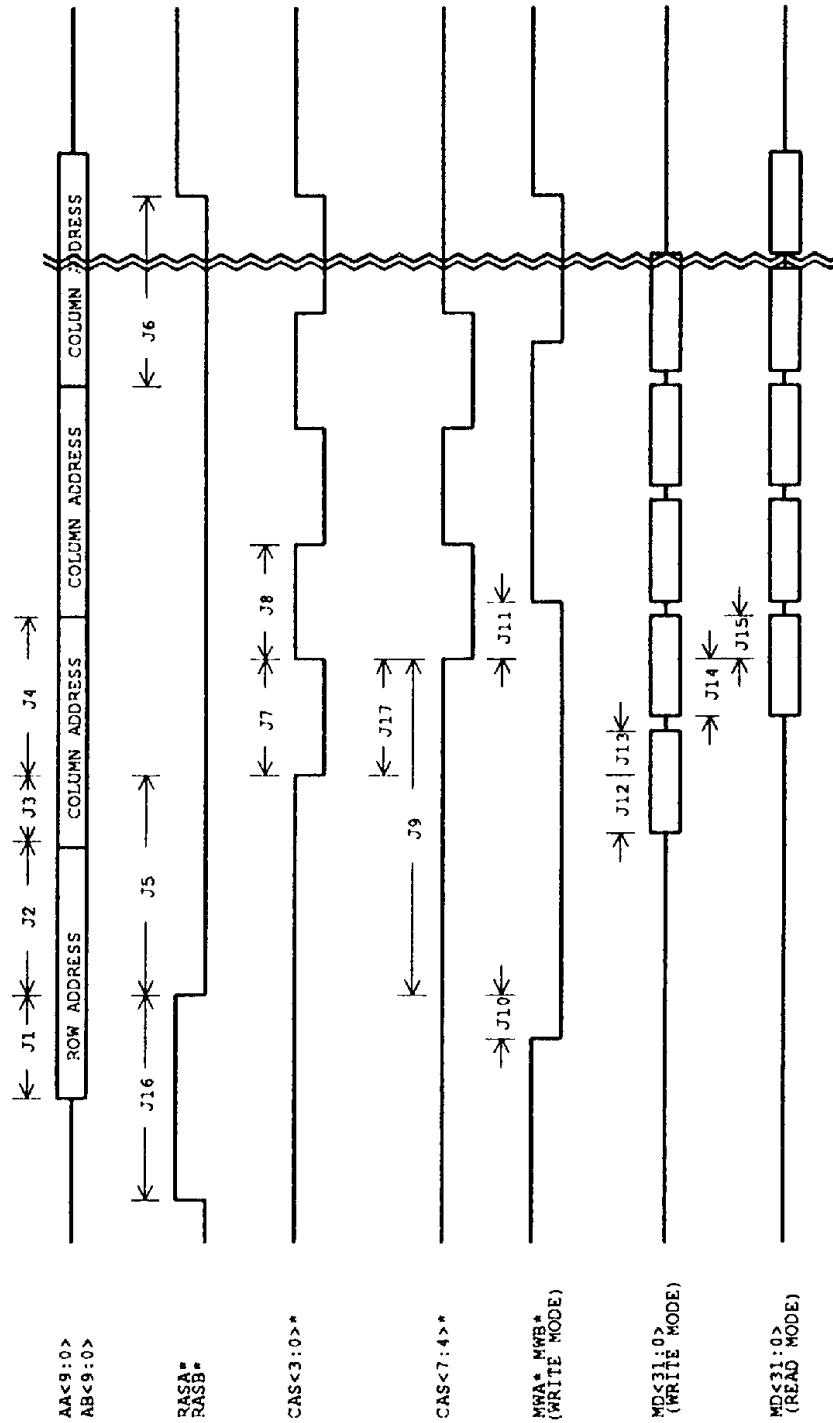 AA<9:0>
AB<9:0>
ROW ADDRESS
COLUMN ADDRESS
COLUMN ADDRESS
COLUMN ADDRESS
J1
J2
J3
J4
RASA*
RASB*
J16
J5
J6
CAS<3:0>*
J7
J8
CAS<7:4>*
J9
J17
MWA* MWB*
(WRITE MODE)
J10
J11
MD<31:0>
(WRITE MODE)
J12
J13
MD<31:0>
(READ MODE)
J14
J15